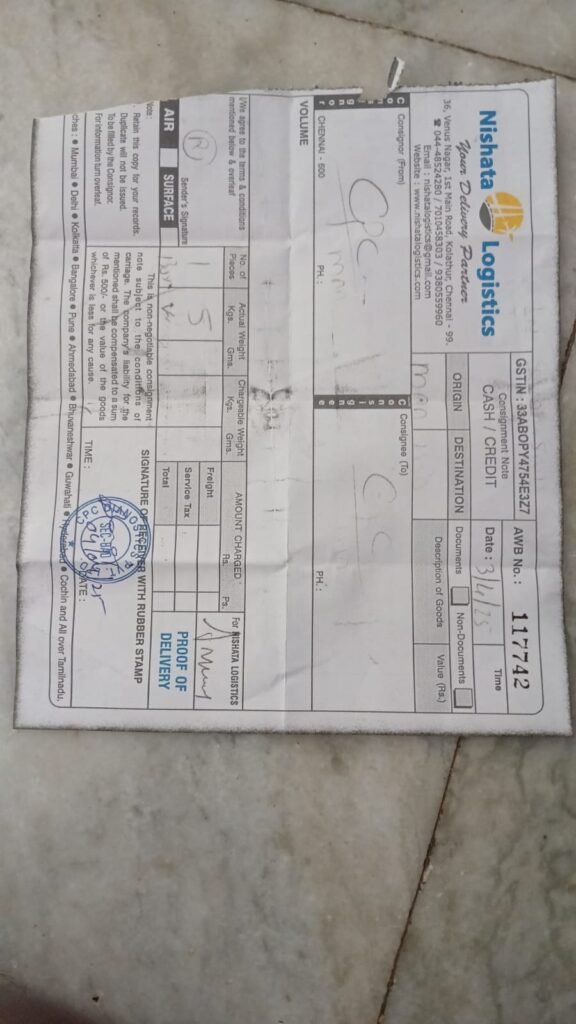 Nishata Logistics
Your Delivery Partner
36, Venus Nagar, 1st Main Road, Kolathur, Chennai - 99.
☎ 044-48524280 / 7010458303 / 9380559960
Email : nishatalogistics@gmail.com
Website : www.nishatalogistics.com
GSTIN : 33ABOPY4754E3Z7
Consignment Note
CASH / CREDIT
AWB No.: 117742
Date : 3/4/25
Time
ORIGIN
DESTINATION
Documents
Non-Documents
Description of Goods
Value (Rs.)
Consignor
Consignor (From)
CPC
CHENNAI - 600
PH :
Consignee
Consignee (To)
CPC
PH :
VOLUME
I/We agree to the terms & conditions
mentioned below & overleaf
Sender's Signature
AIR
SURFACE
No. of
Pieces
Actual Weight
Kgs. Gms.
Chargeable Weight
Kgs. Gms.
1
5
AMOUNT CHARGED
Rs. Ps.
Freight
Service Tax
Total
For NISHATA LOGISTICS
PROOF OF
DELIVERY
Note :
Retain this copy for your records.
Duplicate will not be issued.
To be filled by the Consignor.
For information turn overleaf.
This is non-negotiable consignment
note subject to the conditions of
carriage. The company's liability for the
mentioned shall be compensated to a sum
of Rs. 500/- or the value of the goods
whichever is less for any cause.
SIGNATURE OF RECEIVER WITH RUBBER STAMP
TIME :
DATE :
ches : ● Mumbai ● Delhi ● Kolkatta ● Bangalore ● Pune ● Ahmedabad ● Bhuvaneshwar ● Guwahati ● Hyderabad ● Cochin and All over Tamilnadu,